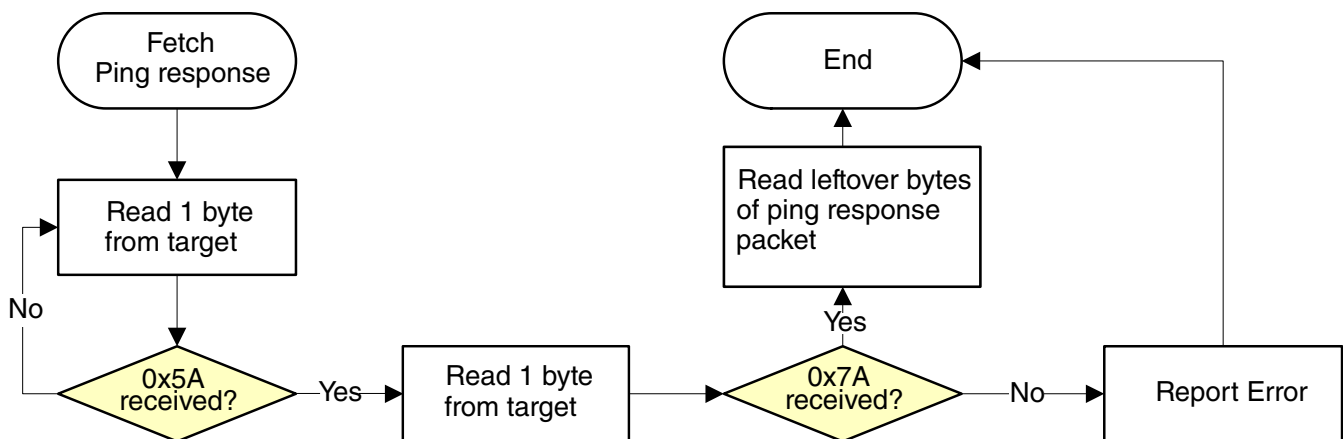 Fetch
Ping response
Read 1 byte
from target
No
0x5A
received?
Yes
Read 1 byte
from target
0x7A
received?
Yes
Read leftover bytes
of ping response
packet
End
No
Report Error